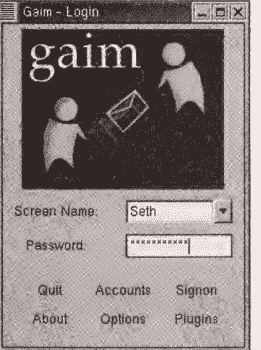 Gaim - Login
gaim
Screen Name: Seth
Password: ***********
Quit Accounts Signon
About Options Plugins